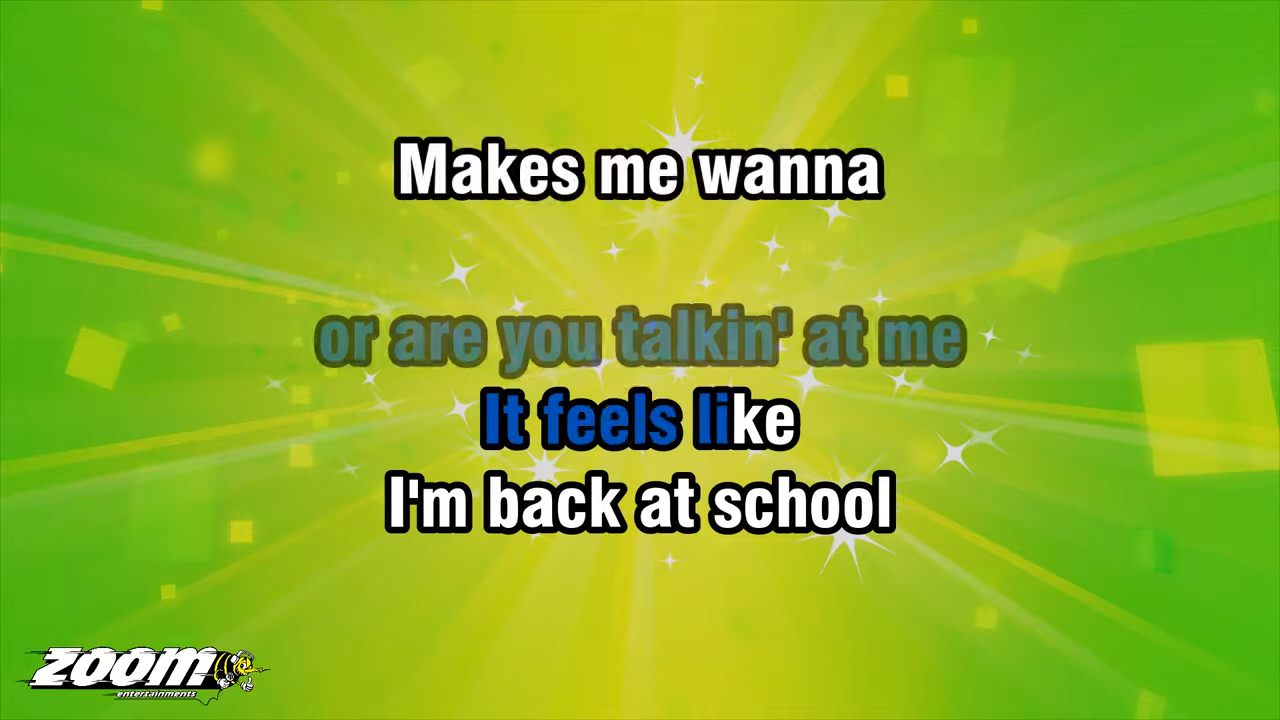 Makes me wanna
or are you talkin' at me
It feels like
I'm back at school
zoom
entertainments